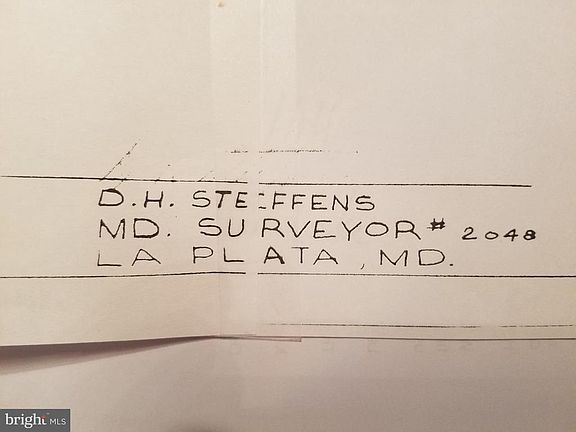 D.H. STEFFENS
MD. SURVEYOR # 2048
LA PLATA, MD.
bright MLS